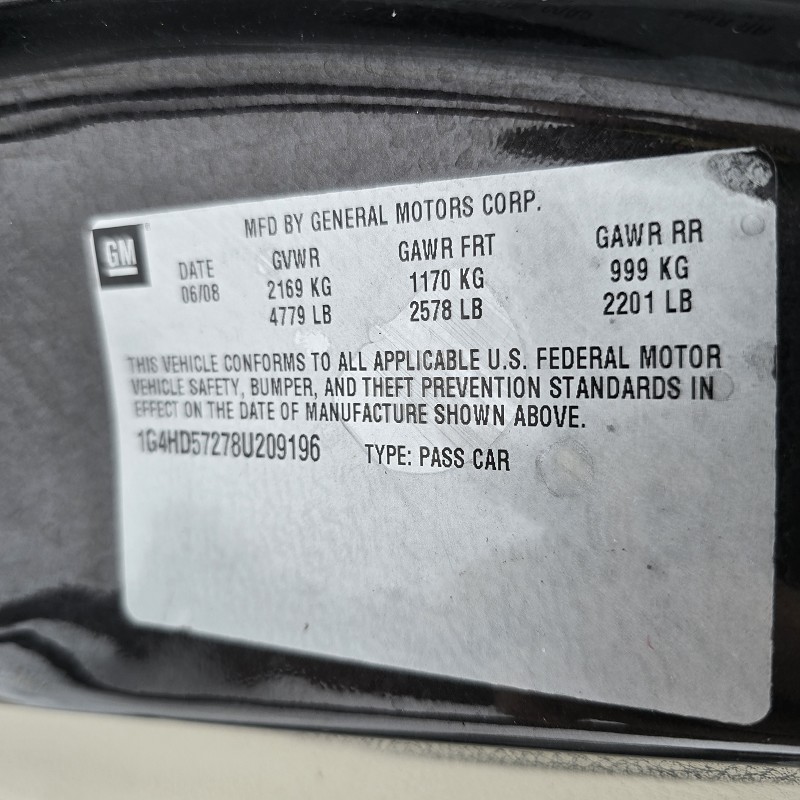 MFD BY GENERAL MOTORS CORP.
GM
DATE GVWR GAWR FRT GAWR RR
06/08 2169 KG 1170 KG 999 KG
4779 LB 2578 LB 2201 LB
THIS VEHICLE CONFORMS TO ALL APPLICABLE U.S. FEDERAL MOTOR
VEHICLE SAFETY, BUMPER, AND THEFT PREVENTION STANDARDS IN
EFFECT ON THE DATE OF MANUFACTURE SHOWN ABOVE.
1G4HD57278U209196 TYPE: PASS CAR